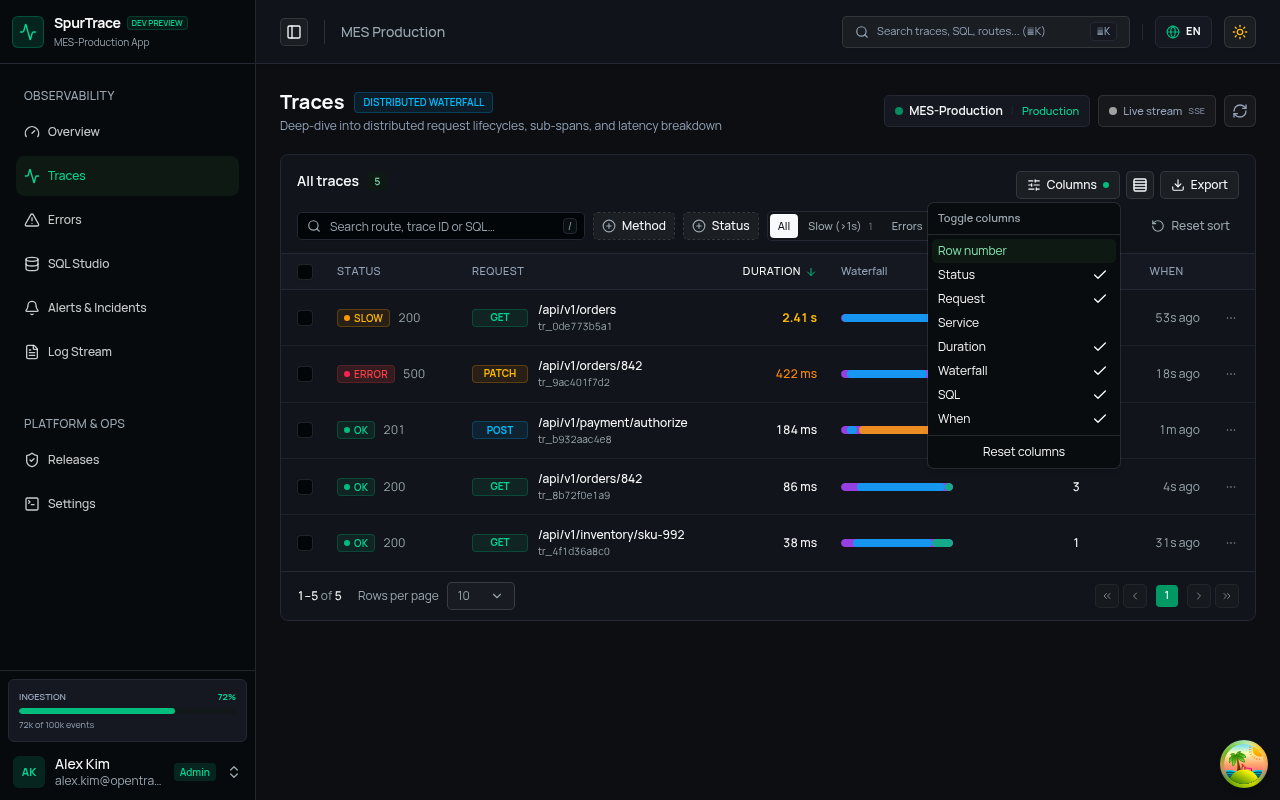 SpurTrace DEV PREVIEW
MES-Production App
MES Production
Search traces, SQL, routes... (⌘K) ⌘K
EN
OBSERVABILITY
Overview
Traces
Errors
SQL Studio
Alerts & Incidents
Log Stream
PLATFORM & OPS
Releases
Settings
INGESTION 72%
72k of 100k events
AK
Alex Kim
alex.kim@opentra...
Admin
Traces DISTRIBUTED WATERFALL
Deep-dive into distributed request lifecycles, sub-spans, and latency breakdown
MES-Production Production
Live stream SSE
All traces 5
Columns
Export
Search route, trace ID or SQL... /
Method
Status
All
Slow (>1s) 1
Errors
Reset sort
Toggle columns
Row number
Status
Request
Service
Duration
Waterfall
SQL
When
Reset columns
STATUS REQUEST DURATION Waterfall WHEN
SLOW 200 GET /api/v1/orders 2.41 s 53s ago ...
tr_0de773b5a1
ERROR 500 PATCH /api/v1/orders/842 422 ms 18s ago ...
tr_9ac401f7d2
OK 201 POST /api/v1/payment/authorize 184 ms 1m ago ...
tr_b932aac4e8
OK 200 GET /api/v1/orders/842 86 ms 3 4s ago ...
tr_8b72f0e1a9
OK 200 GET /api/v1/inventory/sku-992 38 ms 1 31s ago ...
tr_4f1d36a8c0
1–5 of 5 Rows per page 10
« ‹ 1 › »